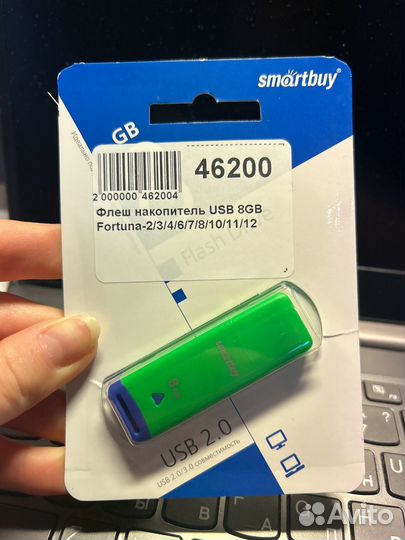 smartbuy
GB
46200
2 000000 462004
Флеш накопитель USB 8GB
Fortuna-2/3/4/6/7/8/10/11/12
Flash Drive
smartbuy
8
USB 2.0
USB 2.0/3.0 совместимость
Avito